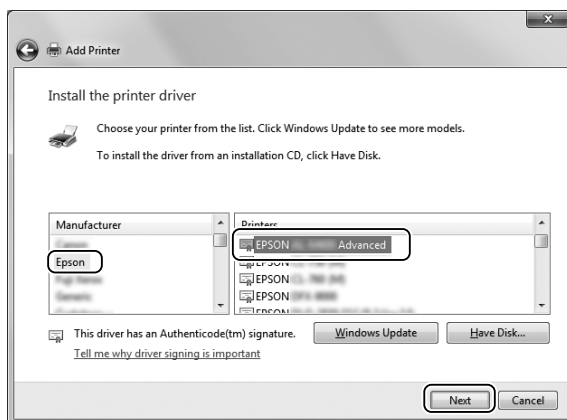 Add Printer
Install the printer driver
Choose your printer from the list. Click Windows Update to see more models.
To install the driver from an installation CD, click Have Disk.
Manufacturer
Printers
Epson
EPSON Advanced
EPSON
EPSON
EPSON
EPSON
This driver has an Authenticode(tm) signature.
Windows Update
Have Disk...
Tell me why driver signing is important
Next
Cancel